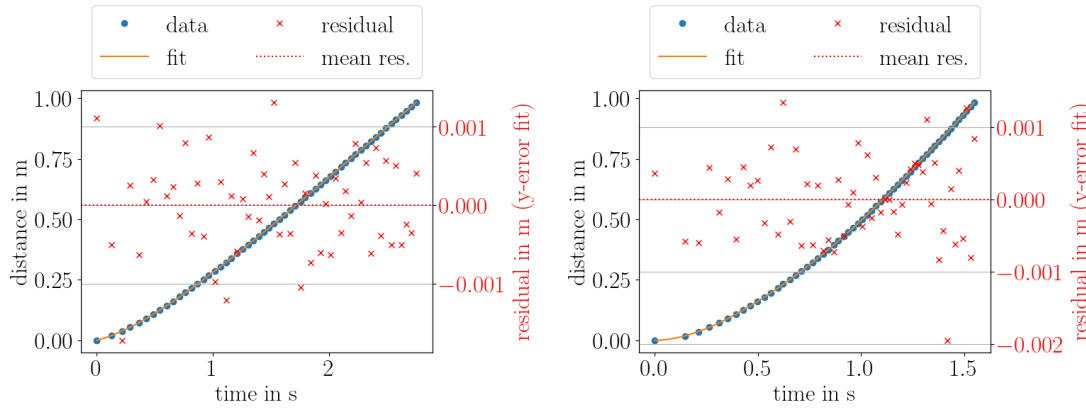 data
residual
fit
mean res.
1.00
0.75
0.50
0.25
0.00
distance in m
0
1
2
time in s
0.001
0.000
−0.001
residual in m (y-error fit)
data
residual
fit
mean res.
1.00
0.75
0.50
0.25
0.00
distance in m
0.0
0.5
1.0
1.5
time in s
0.001
0.000
−0.001
−0.002
residual in m (y-error fit)